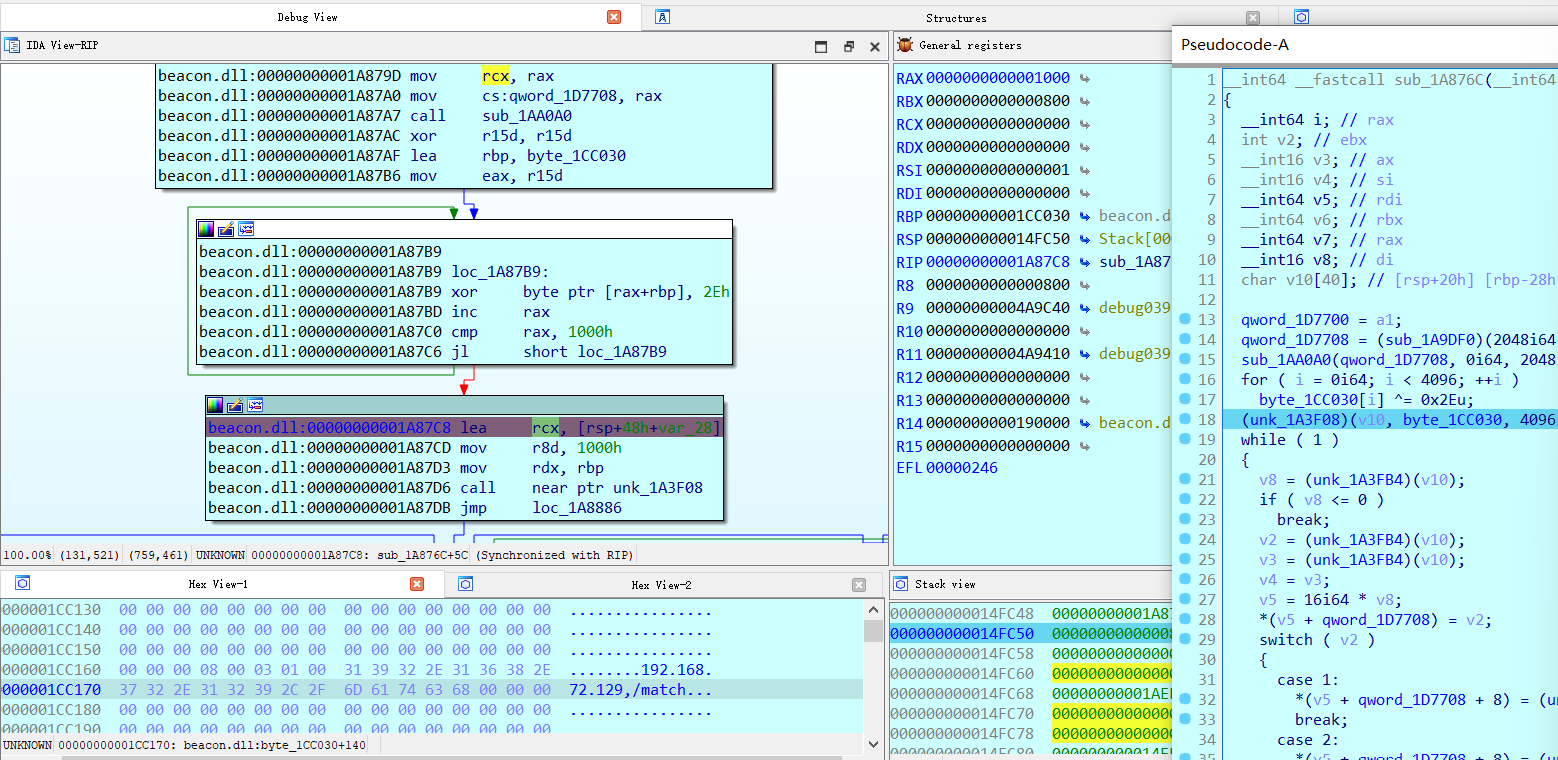 Debug View
Structures
IDA View-RIP
beacon.dll:00000000001A879D mov rcx, rax
beacon.dll:00000000001A87A0 mov cs:qword_1D7708, rax
beacon.dll:00000000001A87A7 call sub_1AA0A0
beacon.dll:00000000001A87AC xor r15d, r15d
beacon.dll:00000000001A87AF lea rbp, byte_1CC030
beacon.dll:00000000001A87B6 mov eax, r15d
beacon.dll:00000000001A87B9
beacon.dll:00000000001A87B9 loc_1A87B9:
beacon.dll:00000000001A87B9 xor byte ptr [rax+rbp], 2Eh
beacon.dll:00000000001A87BD inc rax
beacon.dll:00000000001A87C0 cmp rax, 1000h
beacon.dll:00000000001A87C6 jl short loc_1A87B9
beacon.dll:00000000001A87C8 lea rcx, [rsp+48h+var_28]
beacon.dll:00000000001A87CD mov r8d, 1000h
beacon.dll:00000000001A87D3 mov rdx, rbp
beacon.dll:00000000001A87D6 call near ptr unk_1A3F08
beacon.dll:00000000001A87DB jmp loc_1A8886
100.00% (131,521) (759,461) UNKNOWN 00000000001A87C8: sub_1A876C+5C (Synchronized with RIP)
General registers
RAX 0000000000001000
RBX 0000000000000800
RCX 0000000000000000
RDX 0000000000000000
RSI 0000000000000001
RDI 0000000000000000
RBP 00000000001CC030 beacon.d
RSP 000000000014FC50 Stack[00
RIP 00000000001A87C8 sub_1A87
R8 0000000000000800
R9 00000000004A9C40 debug039
R10 0000000000000000
R11 00000000004A9410 debug039
R12 0000000000000000
R13 0000000000000000
R14 0000000000190000 beacon.d
R15 0000000000000000
EFL 00000246
Pseudocode-A
1 __int64 __fastcall sub_1A876C(__int64
2 {
3 __int64 i; // rax
4 int v2; // ebx
5 __int16 v3; // ax
6 __int16 v4; // si
7 __int64 v5; // rdi
8 __int64 v6; // rbx
9 __int64 v7; // rax
10 __int16 v8; // di
11 char v10[40]; // [rsp+20h] [rbp-28h
12
13 qword_1D7700 = a1;
14 qword_1D7708 = (sub_1A9DF0)(2048i64
15 sub_1AA0A0(qword_1D7708, 0i64, 2048
16 for ( i = 0i64; i < 4096; ++i )
17 byte_1CC030[i] ^= 0x2Eu;
18 (unk_1A3F08)(v10, byte_1CC030, 4096
19 while ( 1 )
20 {
21 v8 = (unk_1A3FB4)(v10);
22 if ( v8 <= 0 )
23 break;
24 v2 = (unk_1A3FB4)(v10);
25 v3 = (unk_1A3FB4)(v10);
26 v4 = v3;
27 v5 = 16i64 * v8;
28 *(v5 + qword_1D7708) = v2;
29 switch ( v2 )
30 {
31 case 1:
32 *(v5 + qword_1D7708 + 8) = (un
33 break;
34 case 2:
Hex View-1
Hex View-2
000001CC130 00 00 00 00 00 00 00 00 00 00 00 00 00 00 00 00 ................
000001CC140 00 00 00 00 00 00 00 00 00 00 00 00 00 00 00 00 ................
000001CC150 00 00 00 00 00 00 00 00 00 00 00 00 00 00 00 00 ................
000001CC160 00 00 00 08 00 03 01 00 31 39 32 2E 31 36 38 2E ........192.168.
000001CC170 37 32 2E 31 32 39 2C 2F 6D 61 74 63 68 00 00 00 72.129,/match...
000001CC180 00 00 00 00 00 00 00 00 00 00 00 00 00 00 00 00 ................
000001CC190 00 00 00 00 00 00 00 00 00 00 00 00 00 00 00 00 ................
UNKNOWN 00000000001CC170: beacon.dll:byte_1CC030+140
Stack view
000000000014FC48 00000000001A87
000000000014FC50 00000000000008
000000000014FC58 0000000000000
000000000014FC60 0000000000000
000000000014FC68 00000000001AE
000000000014FC70 0000000000000
000000000014FC78 0000000000000